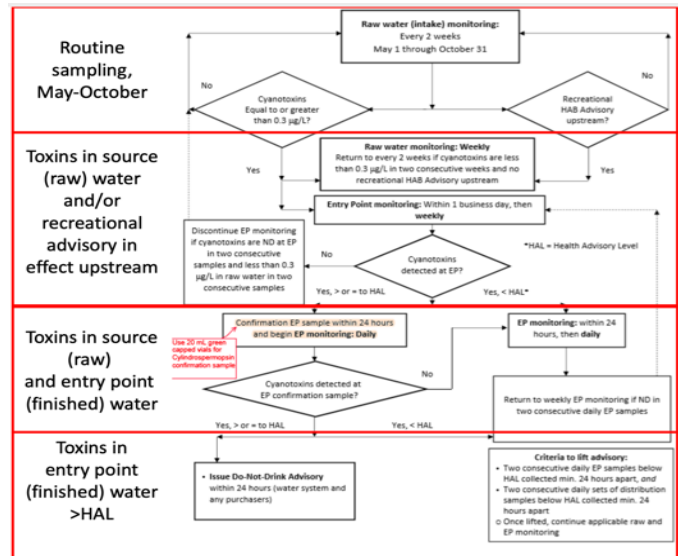 Routine
sampling,
May-October
Raw water (intake) monitoring:
Every 2 weeks
May 1 through October 31
No
No
Cyanotoxins
Equal to or greater
than 0.3 µg/L?
Recreational
HAB Advisory
upstream?
Toxins in source
(raw) water
and/or
recreational
advisory in
effect upstream
Raw water monitoring: Weekly
Return to every 2 weeks if cyanotoxins are less
than 0.3 µg/L in two consecutive weeks and no
recreational HAB Advisory upstream
Yes
Yes
Entry Point monitoring: Within 1 business day, then
weekly
Discontinue EP monitoring
if cyanotoxins are ND at EP
in two consecutive
samples and less than 0.3
µg/L in raw water in two
consecutive samples
No
Cyanotoxins
detected at EP?
*HAL = Health Advisory Level
Yes, > or = to HAL
Yes, < HAL*
Toxins in source
(raw)
and entry point
(finished) water
Confirmation EP sample within 24 hours
and begin EP monitoring: Daily
Use 20 mL green
capped vials for
Cylindrospermopsin
confirmation sample
EP monitoring: within 24
hours, then daily
No
Cyanotoxins detected at
EP confirmation sample?
Return to weekly EP monitoring if ND in
two consecutive daily EP samples
Yes, > or = to HAL
Yes, < HAL
Toxins in
entry point
(finished) water
>HAL
• Issue Do-Not-Drink Advisory
within 24 hours (water system and
any purchasers)
Criteria to lift advisory:
• Two consecutive daily EP samples below
HAL collected min. 24 hours apart, and
• Two consecutive daily sets of distribution
samples below HAL collected min. 24
hours apart
o Once lifted, continue applicable raw and
EP monitoring